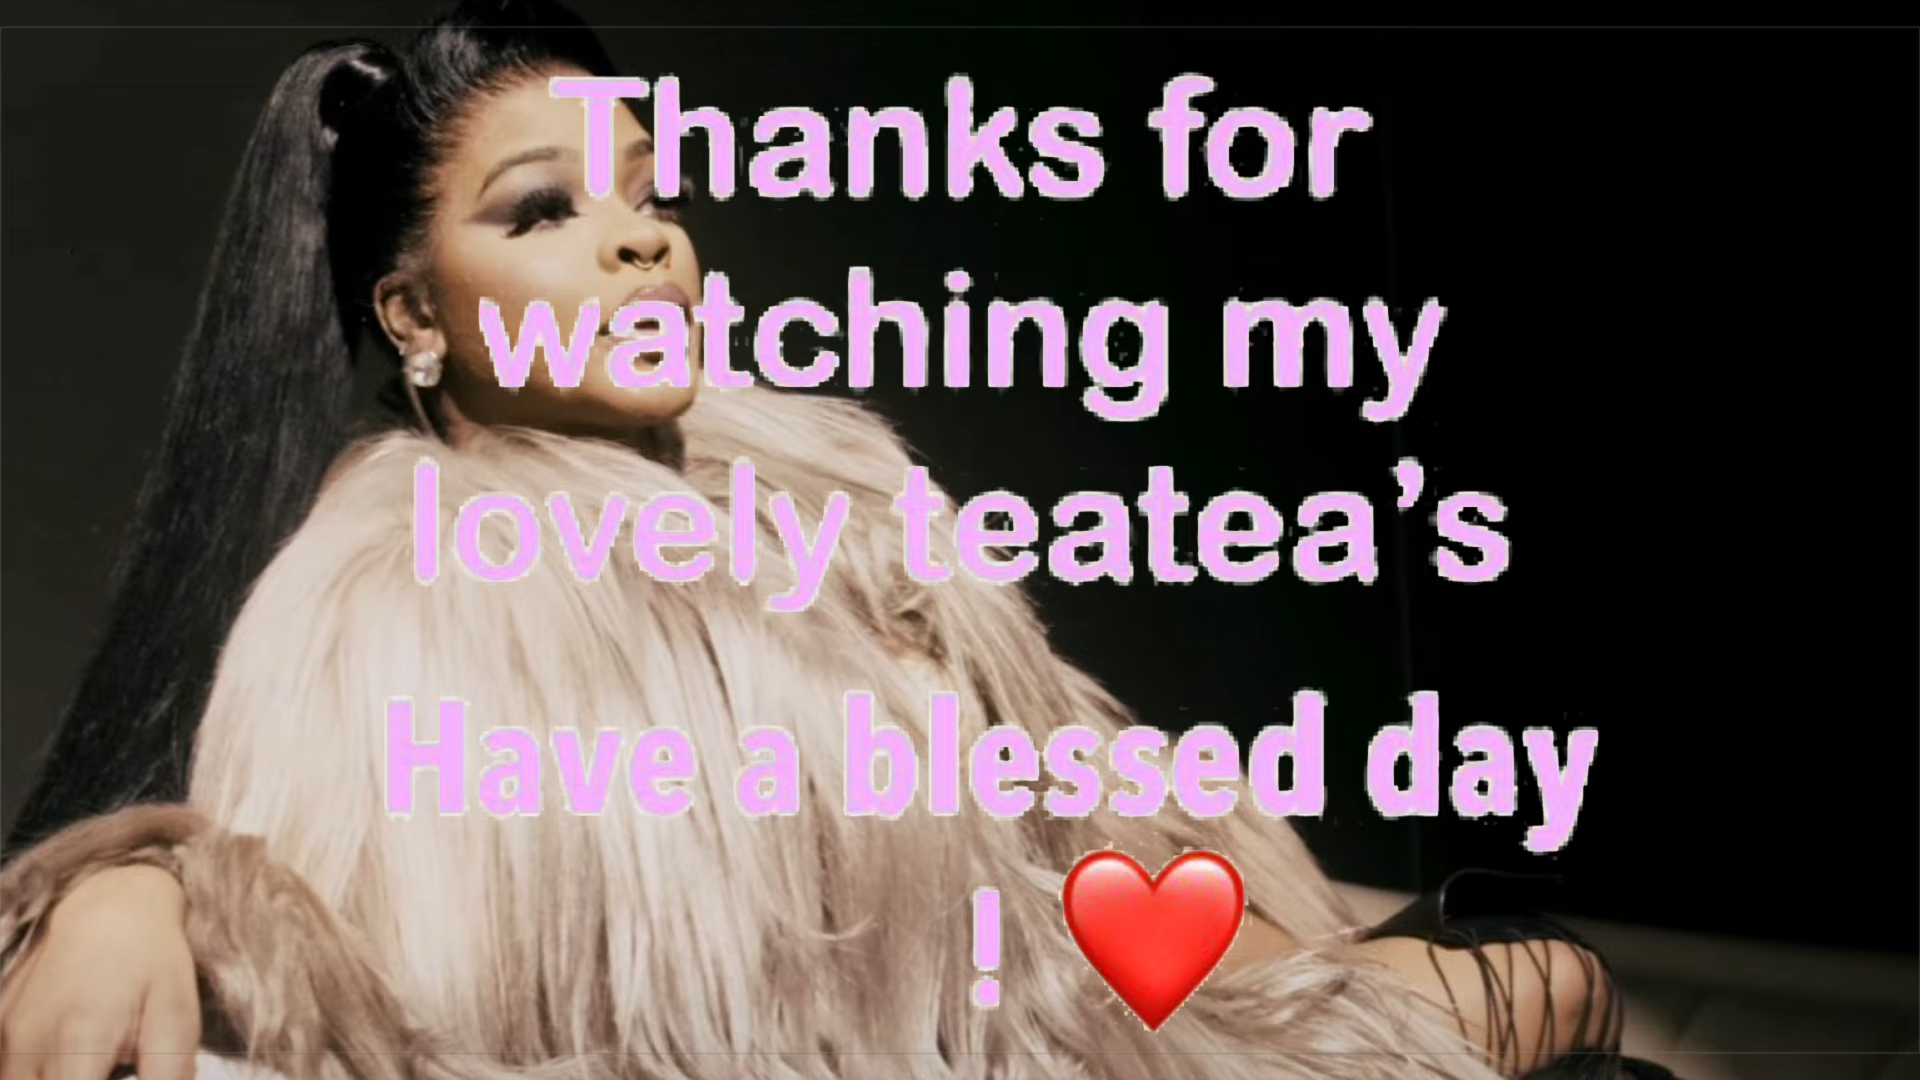 Thanks for
watching my
lovely teatea’s
Have a blessed day
! ❤️